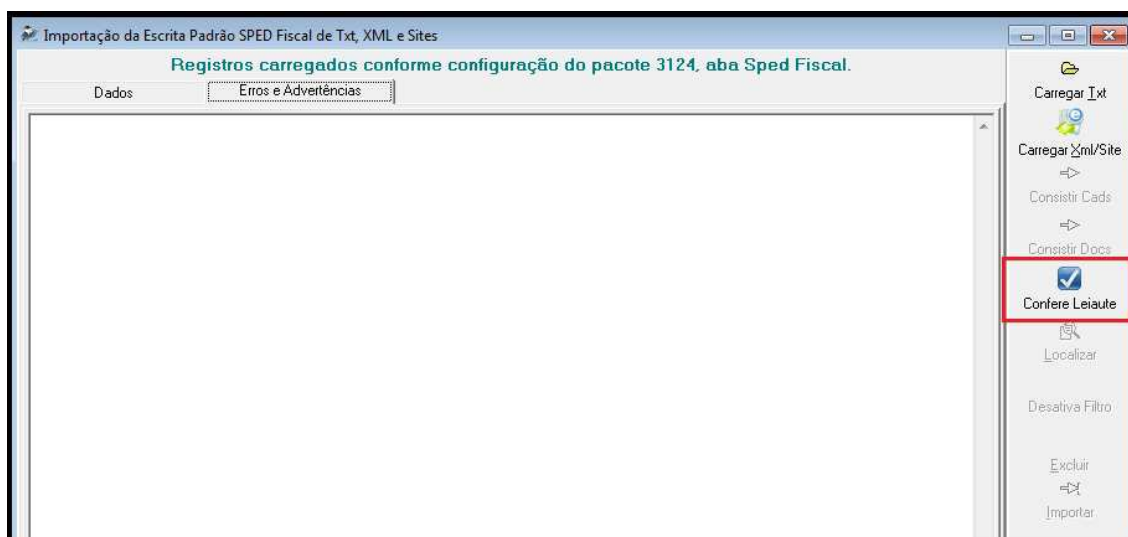 Importação da Escrita Padrão SPED Fiscal de Txt, XML e Sites
Registros carregados conforme configuração do pacote 3124, aba Sped Fiscal.
Dados
Erros e Advertências
Carregar Txt
Carregar Xml/Site
Consistir Cads
Consistir Docs
Confere Leiaute
Localizar
Desativa Filtro
Excluir
Importar